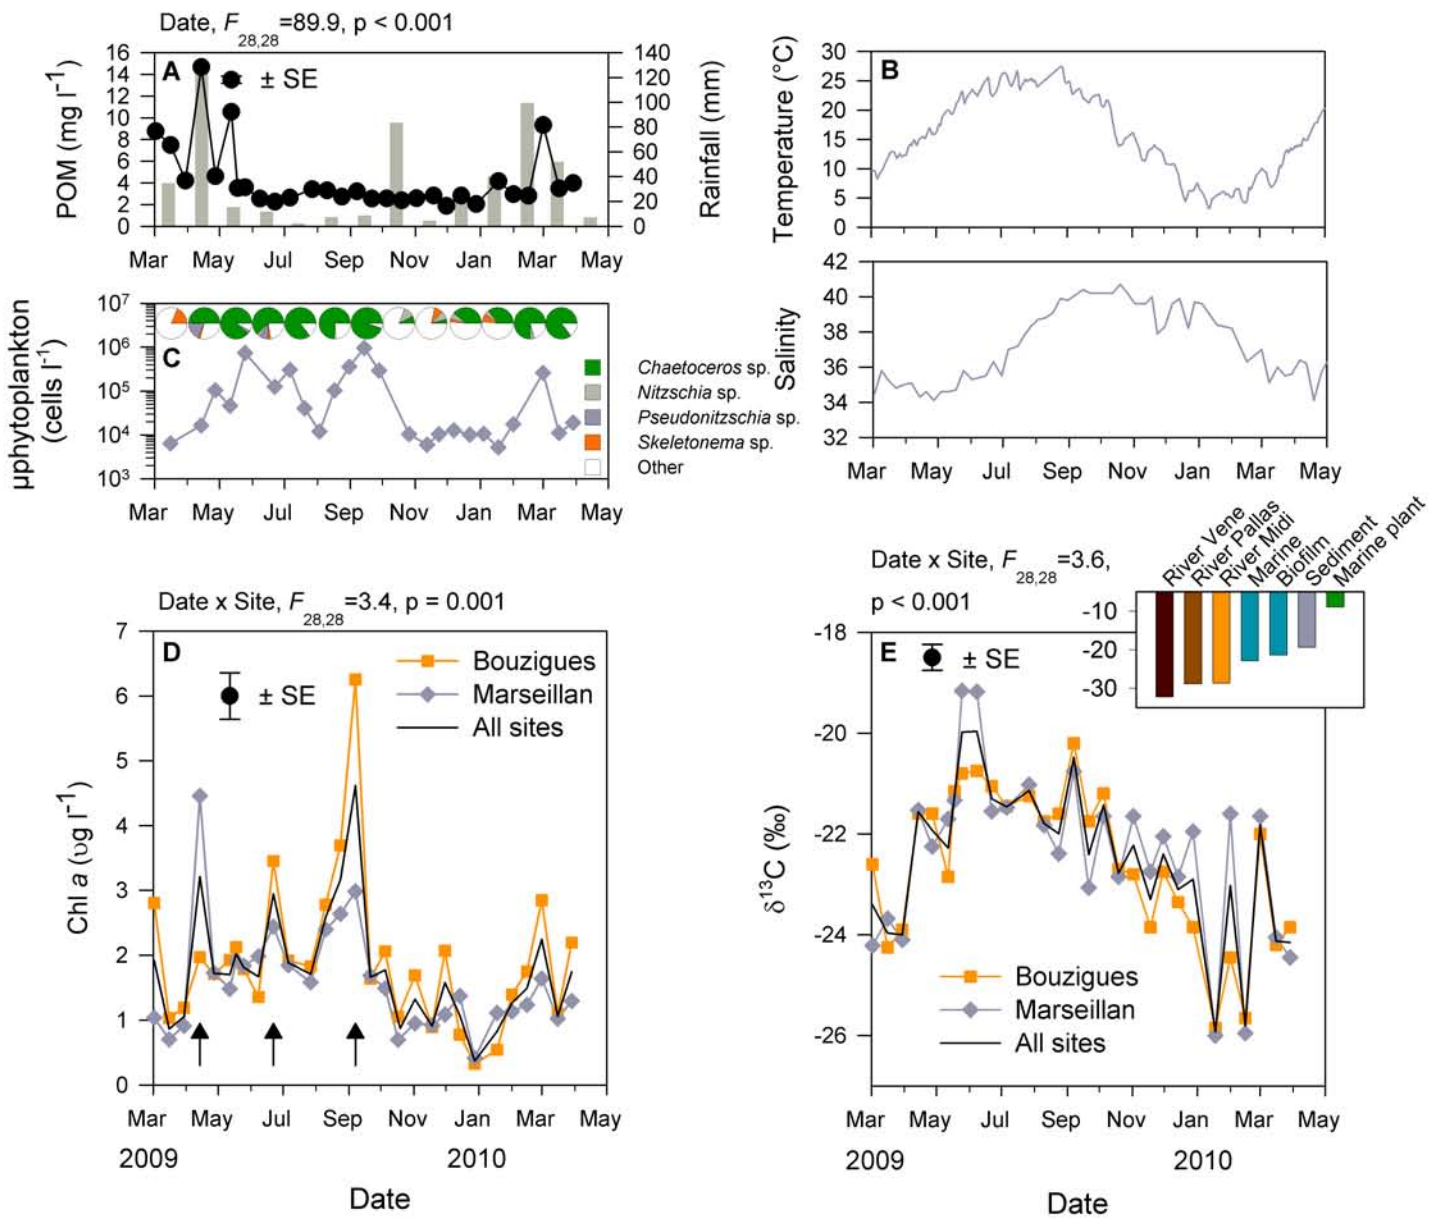 Date, F 28,28 =89.9, p < 0.001
A
± SE
POM (mg l⁻¹)
16
14
12
10
8
6
4
2
0
140
120
100
80
60
40
20
0
Rainfall (mm)
Mar May Jul Sep Nov Jan Mar May
B
Temperature (°C)
30
25
20
15
10
5
0
Salinity
42
40
38
36
34
32
Mar May Jul Sep Nov Jan Mar May
C
μphytoplankton
(cells l⁻¹)
10⁷
10⁶
10⁵
10⁴
10³
Chaetoceros sp.
Nitzschia sp.
Pseudonitzschia sp.
Skeletonema sp.
Other
Mar May Jul Sep Nov Jan Mar May
Date x Site, F 28,28 =3.4, p = 0.001
D
± SE
Bouzigues
Marseillan
All sites
Chl a (υg l⁻¹)
7
6
5
4
3
2
1
0
Mar May Jul Sep Nov Jan Mar May
2009 2010
Date
Date x Site, F 28,28 =3.6,
p < 0.001
River Vene
River Pallas
River Midi
Marine
Biofilm
Sediment
Marine plant
-10
-20
-30
E
± SE
δ¹³C (‰)
-18
-20
-22
-24
-26
Bouzigues
Marseillan
All sites
Mar May Jul Sep Nov Jan Mar May
2009 2010
Date